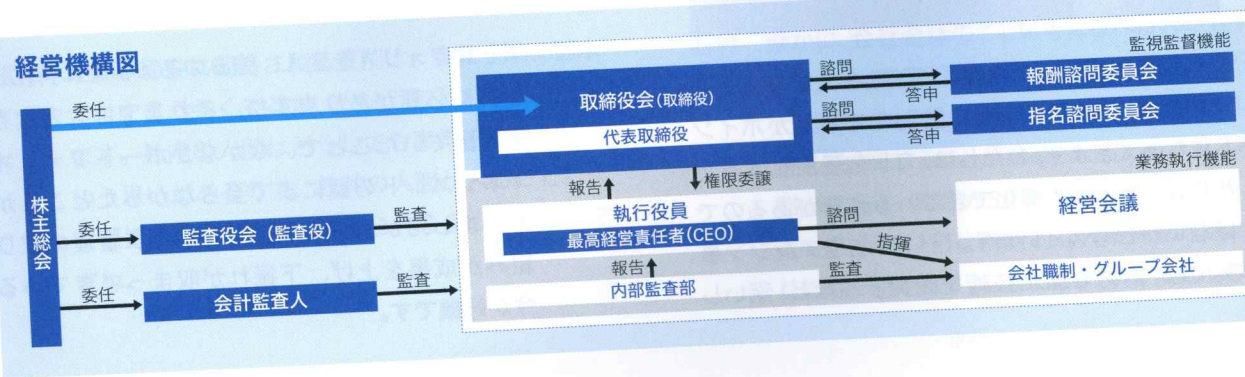 経営機構図
監視監督機能
委任
取締役会(取締役)
代表取締役
諮問
答申
報酬諮問委員会
諮問
答申
指名諮問委員会
株主総会
報告
権限委譲
業務執行機能
委任
監査役会(監査役)
監査
執行役員
最高経営責任者(CEO)
諮問
経営会議
指揮
委任
会計監査人
監査
報告
内部監査部
監査
会社職制・グループ会社